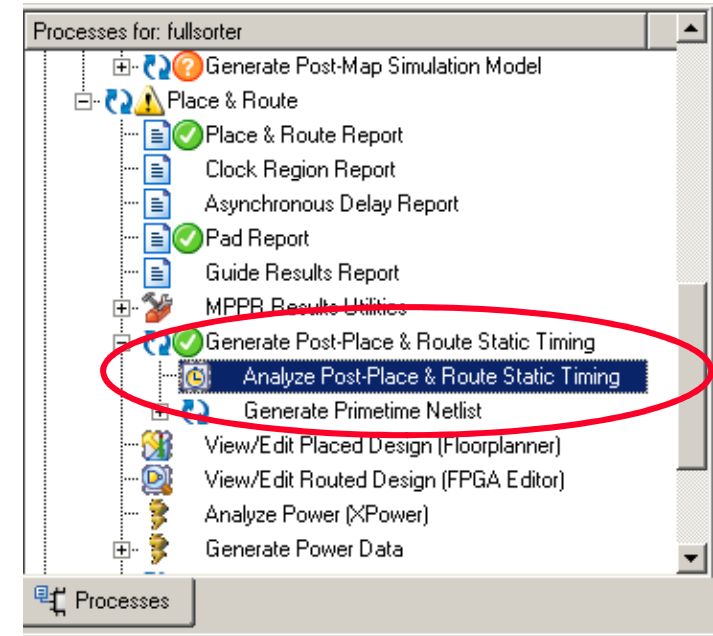 Processes for: fullsorter
Generate Post-Map Simulation Model
Place & Route
Place & Route Report
Clock Region Report
Asynchronous Delay Report
Pad Report
Guide Results Report
MPPR Results Utilities
Generate Post-Place & Route Static Timing
Analyze Post-Place & Route Static Timing
Generate Primetime Netlist
View/Edit Placed Design (Floorplanner)
View/Edit Routed Design (FPGA Editor)
Analyze Power (XPower)
Generate Power Data
Processes